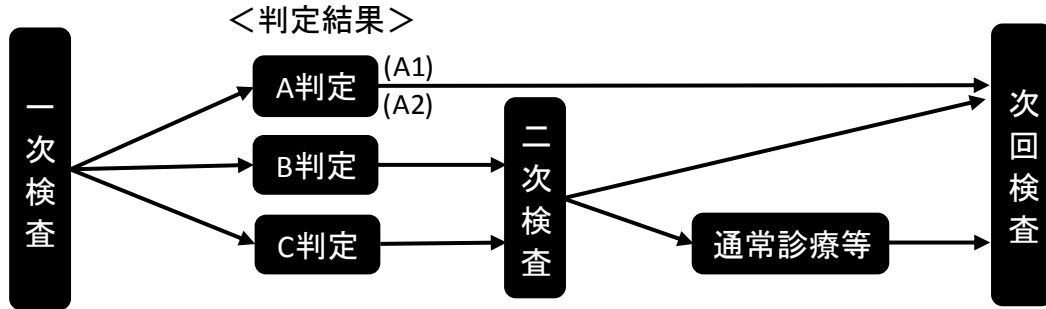 ＜判定結果＞
一次検査
A判定
(A1)
(A2)
B判定
C判定
二次検査
通常診療等
次回検査